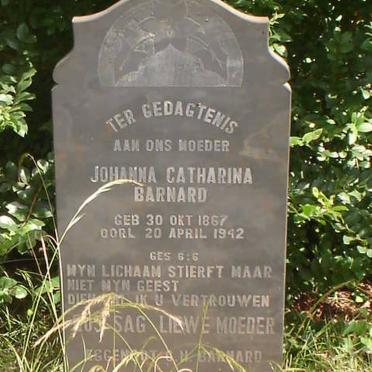 TER GEDAGTENIS
AAN ONS MOEDER
JOHANNA CATHARINA
BARNARD
GEB 30 OKT 1867
OORL 20 APRIL 1942
GES 6:6
MYN LICHAAM STIERFT MAAR
NIET MYN GEEST
IK U VERTROUWEN
SAG LIEWE MOEDER
BARNARD